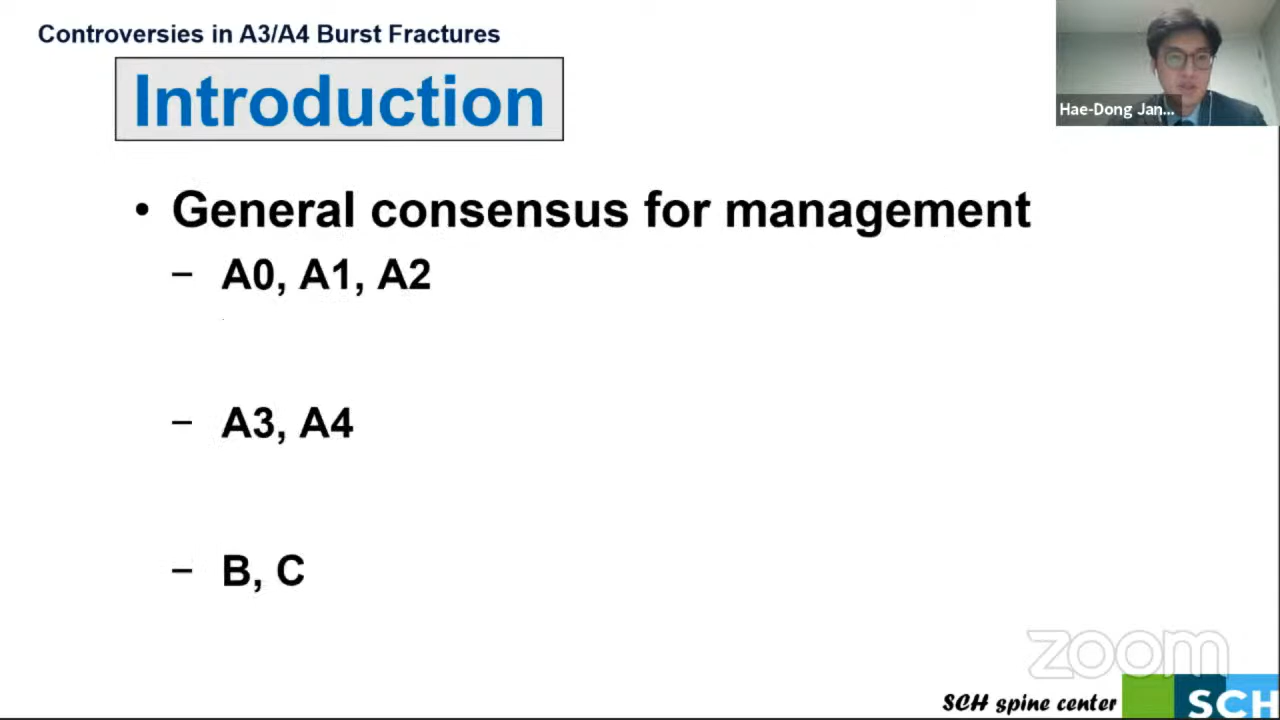 Controversies in A3/A4 Burst Fractures
Introduction
Hae-Dong Jan...
• General consensus for management
– A0, A1, A2
– A3, A4
– B, C
zoom
SCH spine center
SCH